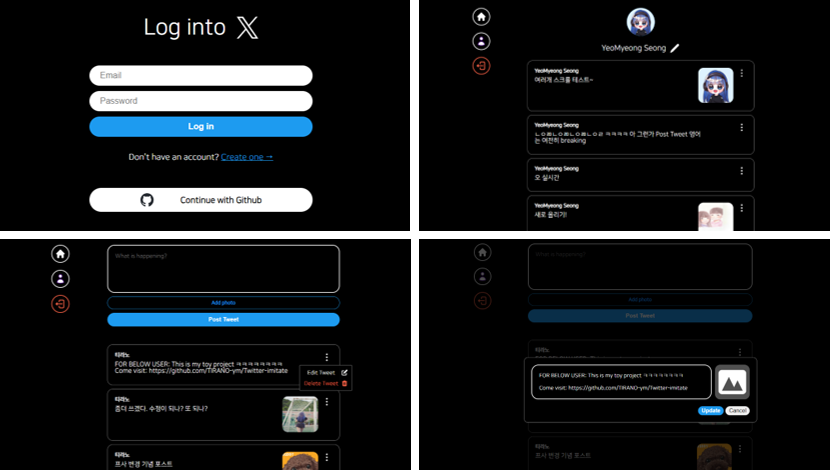 Log into X
Email
Password
Log in
Don't have an account? Create one →
Continue with Github
YeoMyeong Seong
YeoMyeong Seong
여러개 스크롤 테스트~
YeoMyeong Seong
ㅋㅋㅋㅋ 아 그런가 Post Tweet 영어
는 여전히 breaking
YeoMyeong Seong
오 실시간
YeoMyeong Seong
새로 올리기!
What is happening?
Add photo
Post Tweet
티라노
FOR BELOW USER: This is my toy project ㅋㅋㅋㅋㅋㅋㅋㅋ
Come visit: https://github.com/TIRANO-ym/Twitter-imitate
Edit Tweet
Delete Tweet
티라노
좀더 쓰겠다. 수정이 되나? 또 되나?
티라노
프사 변경 기념 포스트
What is happening?
Add photo
Post Tweet
티라노
FOR BELOW USER: This is my toy project ㅋㅋㅋㅋㅋㅋㅋㅋ
Come visit: https://github.com/TIRANO-ym/Twitter-imitate
Update
Cancel
티라노
프사 변경 기념 포스트